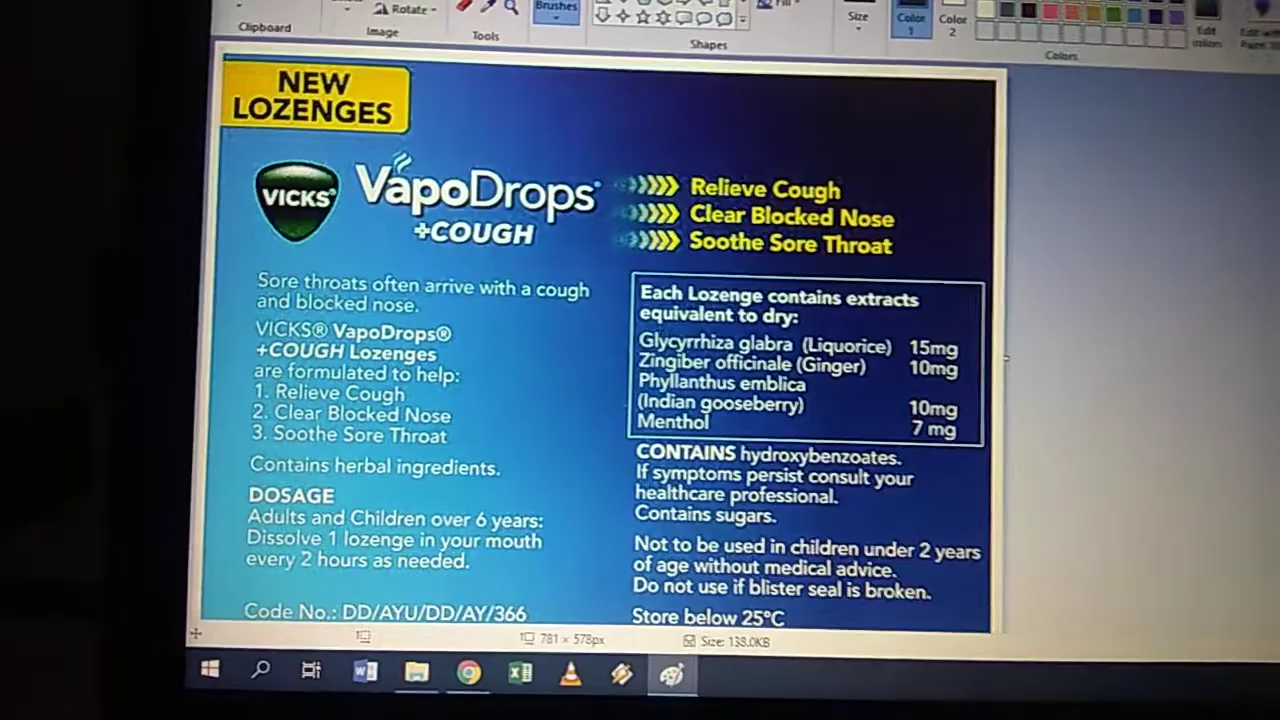 Clipboard
Rotate
Image
Tools
Brushes
Shapes
Size
Color
1
Color
2
Colors
Edit
colors
NEW
LOZENGES
VICKS®
VapoDrops®
+COUGH
Relieve Cough
Clear Blocked Nose
Soothe Sore Throat
Sore throats often arrive with a cough
and blocked nose.
VICKS® VapoDrops®
+COUGH Lozenges
are formulated to help:
1. Relieve Cough
2. Clear Blocked Nose
3. Soothe Sore Throat
Contains herbal ingredients.
DOSAGE
Adults and Children over 6 years:
Dissolve 1 lozenge in your mouth
every 2 hours as needed.
Code No.: DD/AYU/DD/AY/366
Each Lozenge contains extracts
equivalent to dry:
Glycyrrhiza glabra (Liquorice) 15mg
Zingiber officinale (Ginger) 10mg
Phyllanthus emblica
(Indian gooseberry) 10mg
Menthol 7 mg
CONTAINS hydroxybenzoates.
If symptoms persist consult your
healthcare professional.
Contains sugars.
Not to be used in children under 2 years
of age without medical advice.
Do not use if blister seal is broken.
Store below 25°C
781 × 578px
Size: 138.0KB